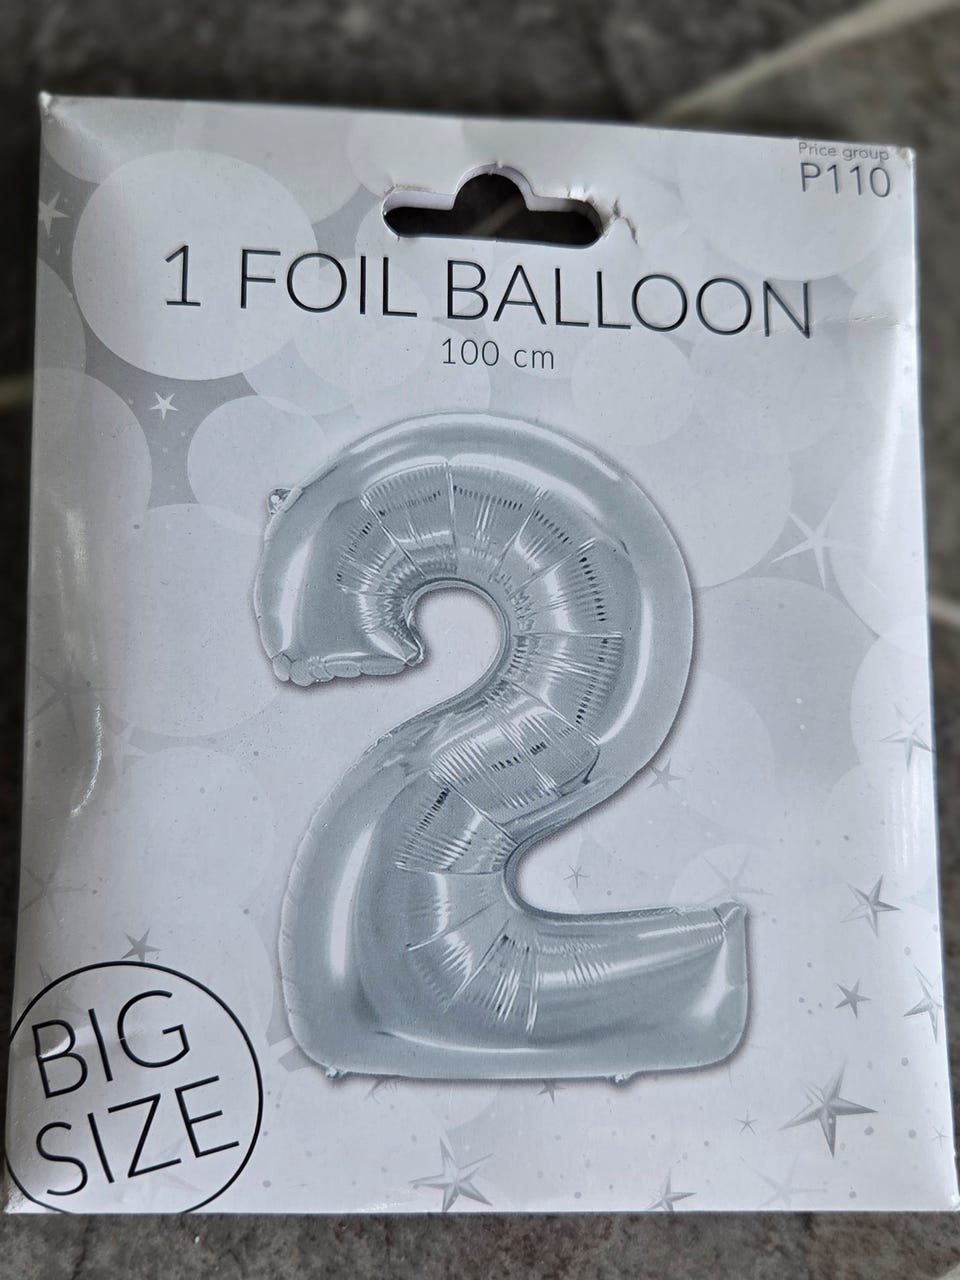 Price group
P110
1 FOIL BALLOON
100 cm
2
BIG
SIZE